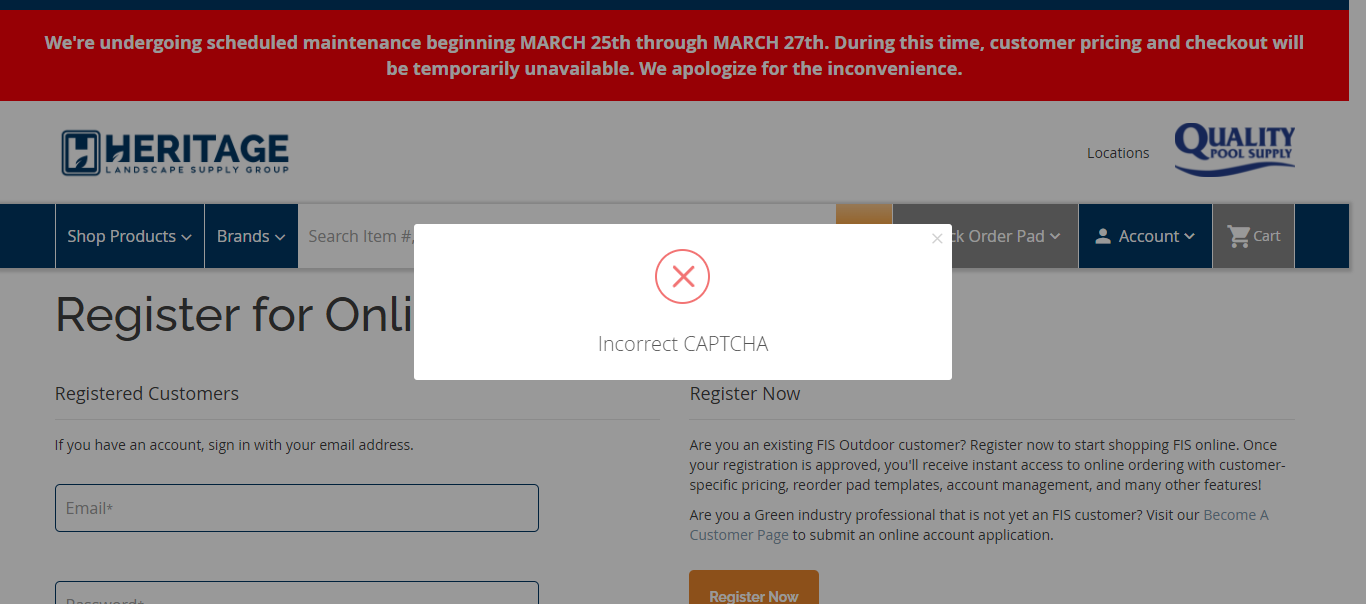 We're undergoing scheduled maintenance beginning MARCH 25th through MARCH 27th. During this time, customer pricing and checkout will
be temporarily unavailable. We apologize for the inconvenience.
HERITAGE
LANDSCAPE SUPPLY GROUP
Locations
QUALITY
POOL SUPPLY
Shop Products
Brands
Search Item #,
Order Pad
Account
Cart
Incorrect CAPTCHA
Register for
Registered Customers
If you have an account, sign in with your email address.
Email*
Password*
Register Now
Are you an existing FIS Outdoor customer? Register now to start shopping FIS online. Once
your registration is approved, you'll receive instant access to online ordering with customer-
specific pricing, reorder pad templates, account management, and many other features!
Are you a Green industry professional that is not yet an FIS customer? Visit our Become A
Customer Page to submit an online account application.
Register Now